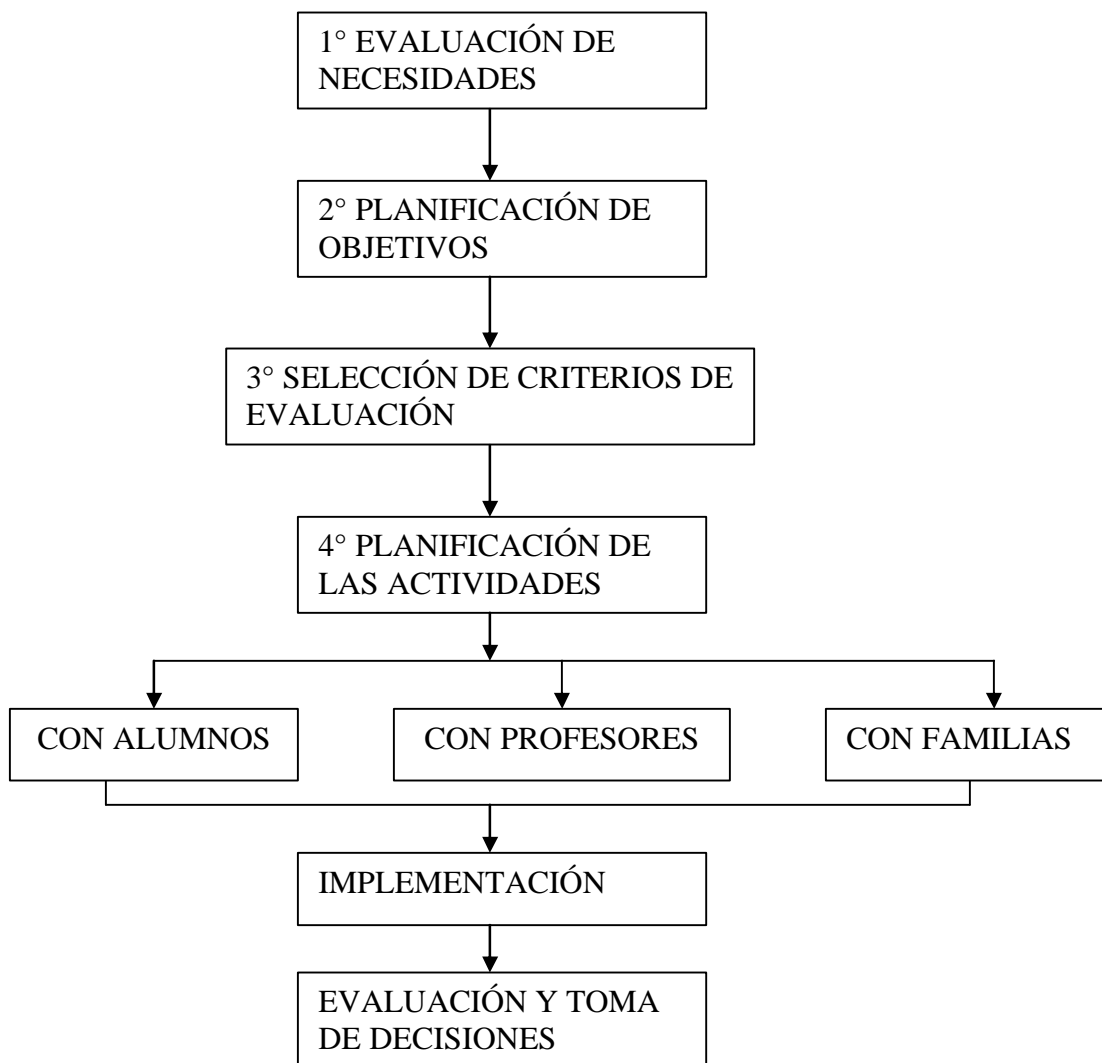 1° EVALUACIÓN DE
NECESIDADES
2° PLANIFICACIÓN DE
OBJETIVOS
3° SELECCIÓN DE CRITERIOS DE
EVALUACIÓN
4° PLANIFICACIÓN DE
LAS ACTIVIDADES
CON ALUMNOS
CON PROFESORES
CON FAMILIAS
IMPLEMENTACIÓN
EVALUACIÓN Y TOMA
DE DECISIONES